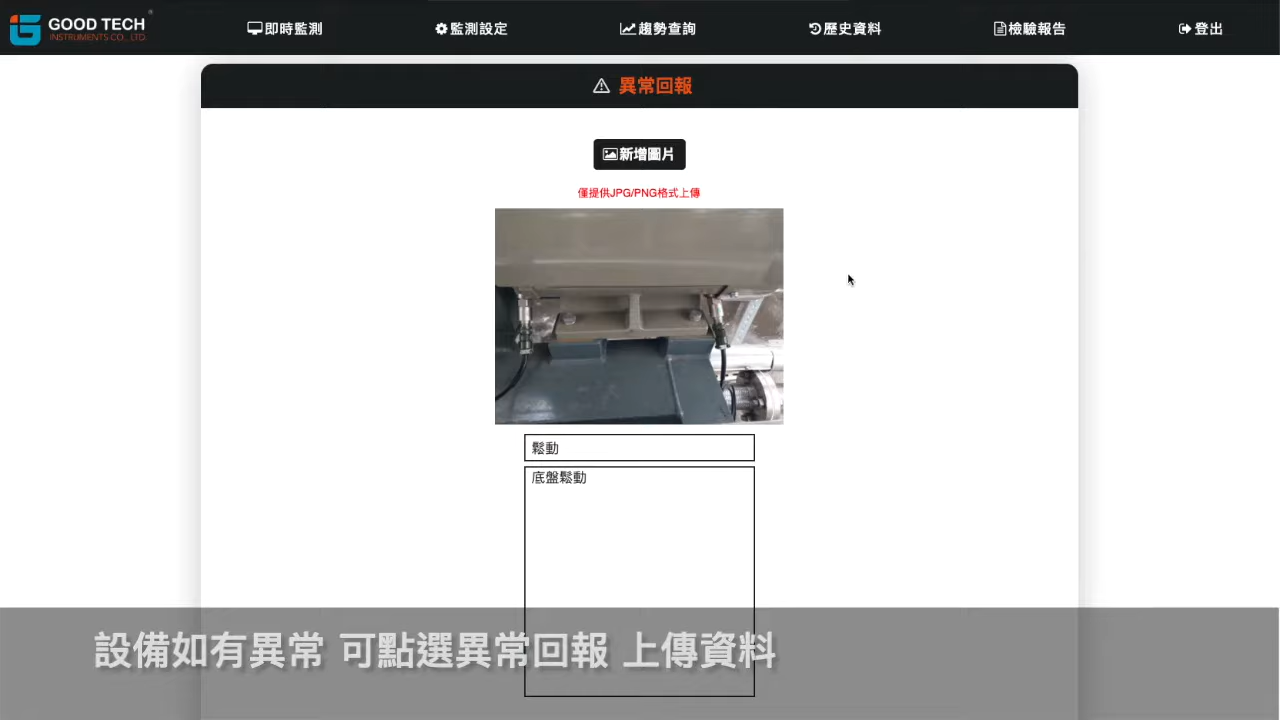 GOOD TECH
INSTRUMENTS CO., LTD.
即時監測
監測設定
趨勢查詢
歷史資料
檢驗報告
登出
異常回報
新增圖片
僅提供JPG/PNG格式上傳
鬆動
底盤鬆動
設備如有異常 可點選異常回報 上傳資料